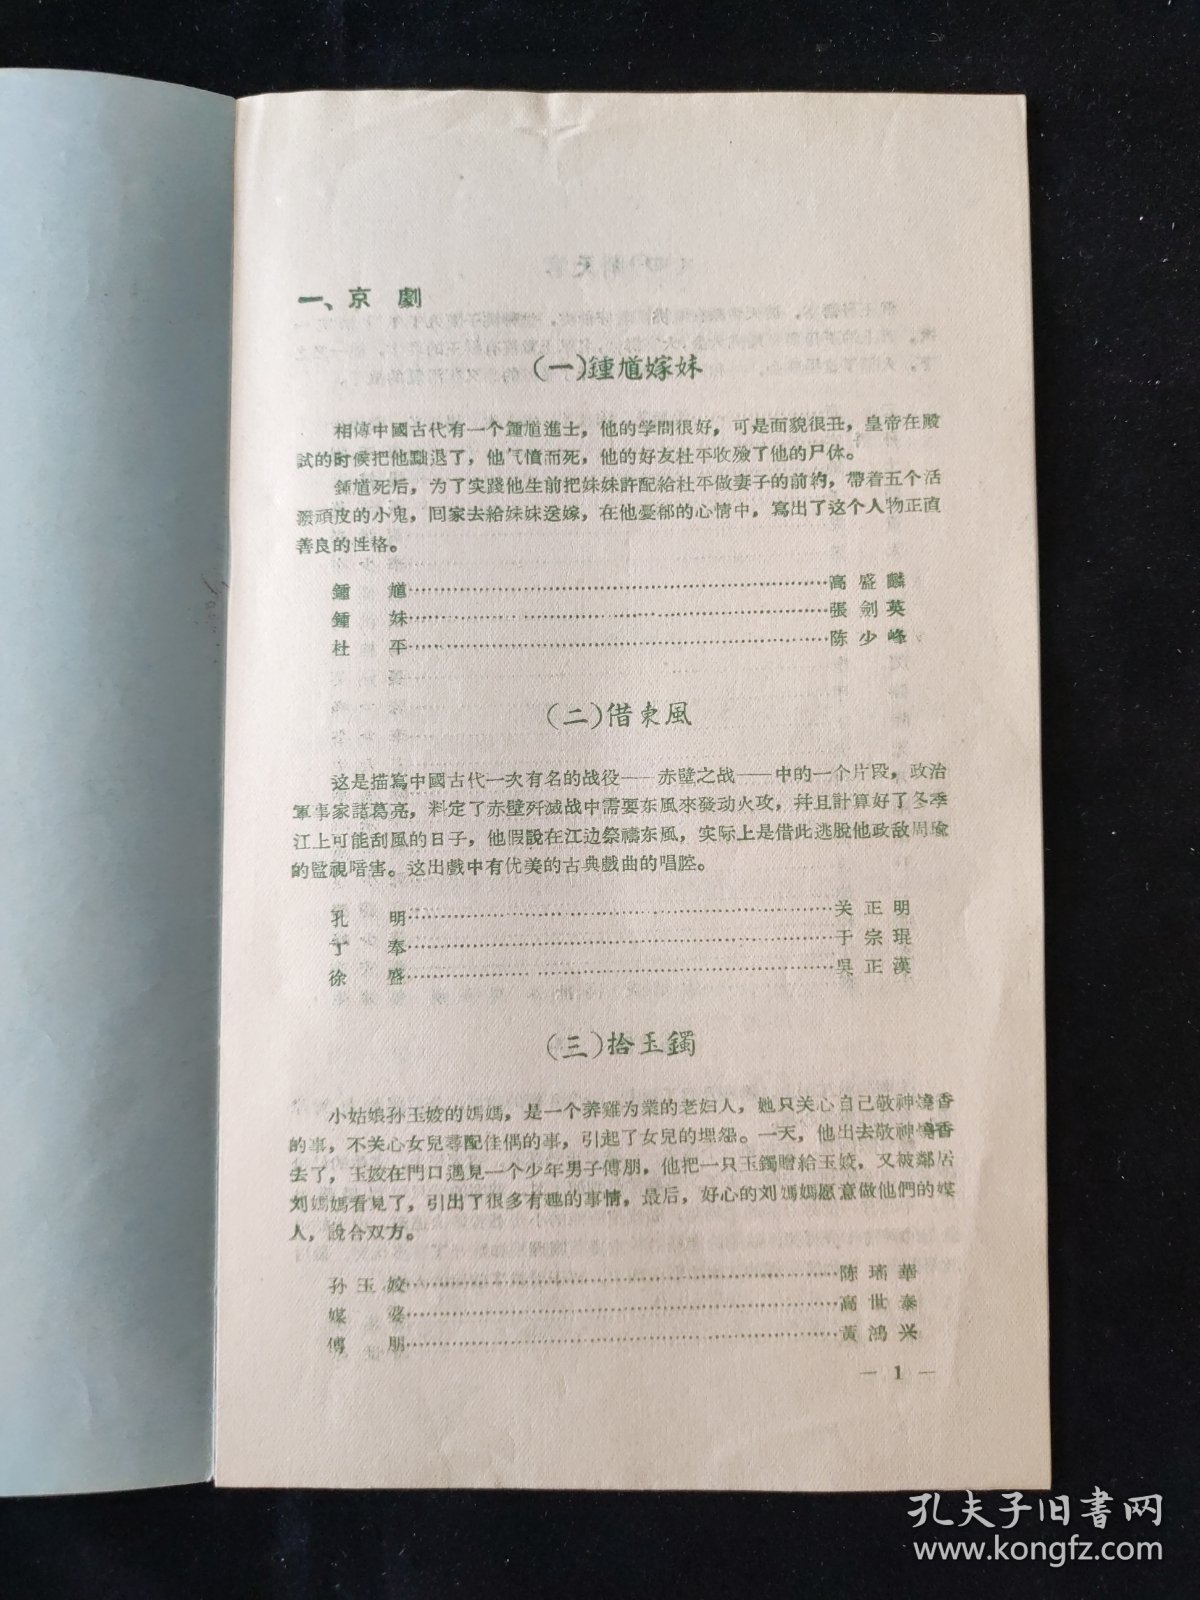 一、京　劇
（一）鍾馗嫁妹
相傳中國古代有一个鍾馗進士，他的学問很好，可是面貌很丑，皇帝在殿
試的时候把他黜退了，他气憤而死，他的好友杜平收殮了他的尸体。
鍾馗死后，为了实踐他生前把妹妹許配給杜平做妻子的前約，帶着五个活
潑頑皮的小鬼，回家去給妹妹送嫁，在他憂郁的心情中，寫出了这个人物正直
善良的性格。
鍾　馗……………………………………高盛麟
鍾　妹……………………………………張劍英
杜　平……………………………………陈少峰
（二）借東風
这是描寫中國古代一次有名的战役——赤壁之战——中的一个片段，政治
軍事家諸葛亮，料定了赤壁歼滅战中需要东風來發动火攻，幷且計算好了冬季
江上可能刮風的日子，他假說在江边祭禱东風，实际上是借此逃脫他政敌周瑜
的監視暗害。这出戲中有优美的古典戲曲的唱腔。
孔　明……………………………………关正明
丁　奉……………………………………于宗琨
徐　盛……………………………………吳正漢
（三）拾玉鐲
小姑娘孙玉姣的媽媽，是一个养雞为業的老妇人，她只关心自己敬神燒香
的事，不关心女兒尋配佳偶的事，引起了女兒的埋怨。一天，他出去敬神燒香
去了，玉姣在門口遇見一个少年男子傅朋，他把一只玉鐲贈給玉姣，又被鄰居
刘媽媽看見了，引出了很多有趣的事情，最后，好心的刘媽媽愿意做他們的媒
人，說合双方。
孙玉姣……………………………………陈瑤華
媒　婆……………………………………高世泰
傅　朋……………………………………黃鴻兴
— 1 —
孔夫子旧书网
www.kongfz.com